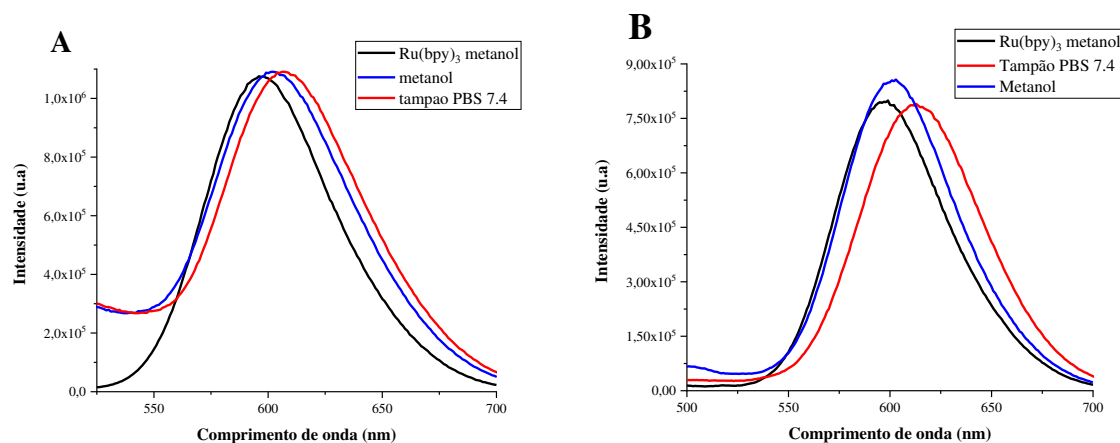 A
Ru(bpy)₃ metanol
metanol
tampao PBS 7.4
1,0x10⁶
8,0x10⁵
6,0x10⁵
4,0x10⁵
2,0x10⁵
0,0
550
600
650
700
Intensidade (u.a)
Comprimento de onda (nm)
B
Ru(bpy)₃ metanol
Tampão PBS 7.4
Metanol
9,00x10⁵
7,50x10⁵
6,00x10⁵
4,50x10⁵
3,00x10⁵
1,50x10⁵
0,00
500
550
600
650
700
Intensidade (u.a)
Comprimento de onda (nm)